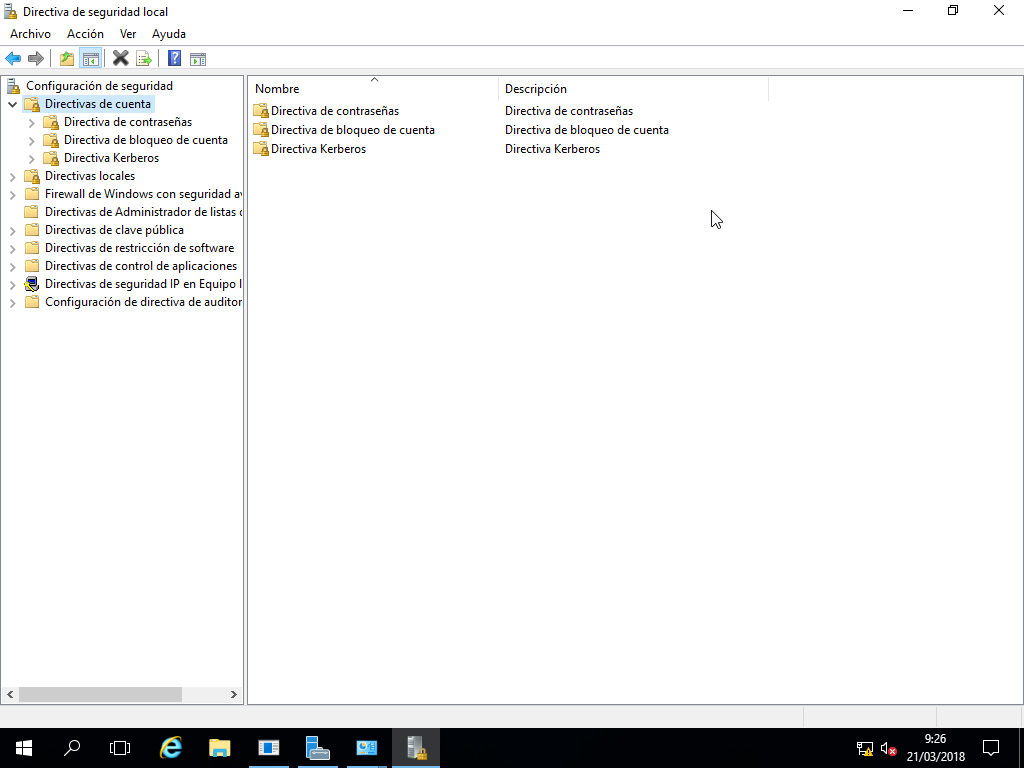 Directiva de seguridad local
Archivo Acción Ver Ayuda
Configuración de seguridad
Directivas de cuenta
Directiva de contraseñas
Directiva de bloqueo de cuenta
Directiva Kerberos
Directivas locales
Firewall de Windows con seguridad av
Directivas de Administrador de listas
Directivas de clave pública
Directivas de restricción de software
Directivas de control de aplicaciones
Directivas de seguridad IP en Equipo
Configuración de directiva de auditor
Nombre Descripción
Directiva de contraseñas Directiva de contraseñas
Directiva de bloqueo de cuenta Directiva de bloqueo de cuenta
Directiva Kerberos Directiva Kerberos
9:26
21/03/2018